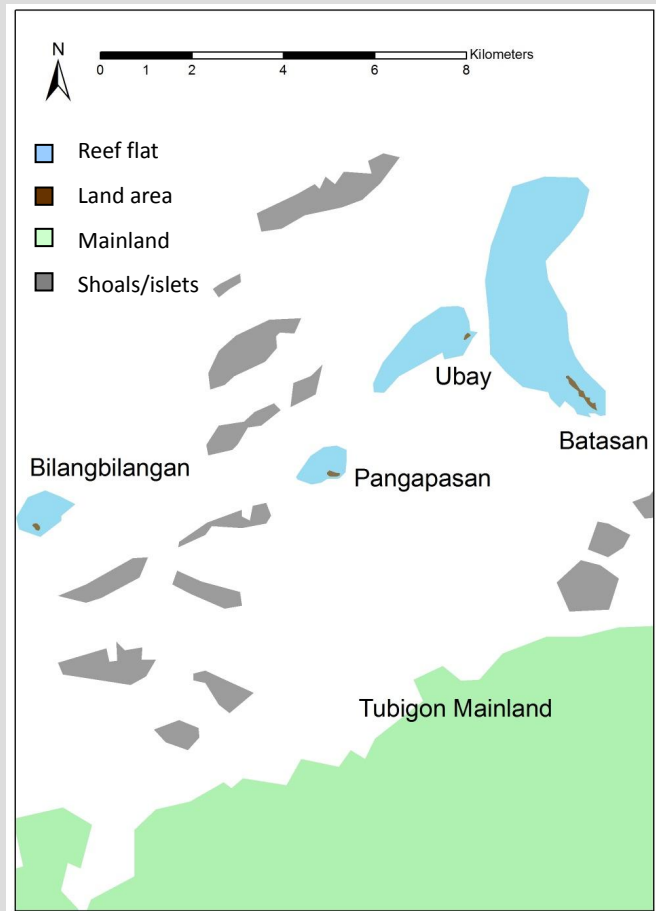 N
Kilometers
0 1 2 4 6 8
Reef flat
Land area
Mainland
Shoals/islets
Ubay
Batasan
Bilangbilangan
Pangapasan
Tubigon Mainland